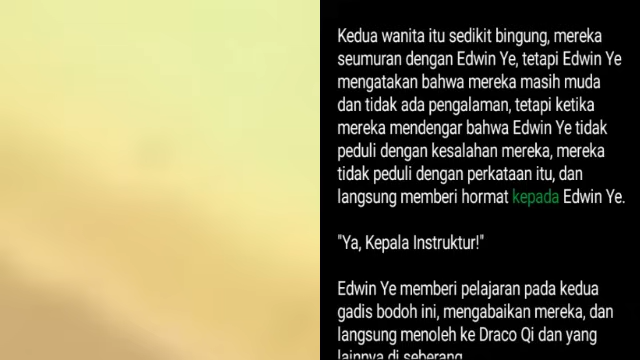 Kedua wanita itu sedikit bingung, mereka
seumuran dengan Edwin Ye, tetapi Edwin Ye
mengatakan bahwa mereka masih muda
dan tidak ada pengalaman, tetapi ketika
mereka mendengar bahwa Edwin Ye tidak
peduli dengan kesalahan mereka, mereka
tidak peduli dengan perkataan itu, dan
langsung memberi hormat kepada Edwin Ye.
"Ya, Kepala Instruktur!"
Edwin Ye memberi pelajaran pada kedua
gadis bodoh ini, mengabaikan mereka, dan
langsung menoleh ke Draco Qi dan yang
lainnya di seberang.